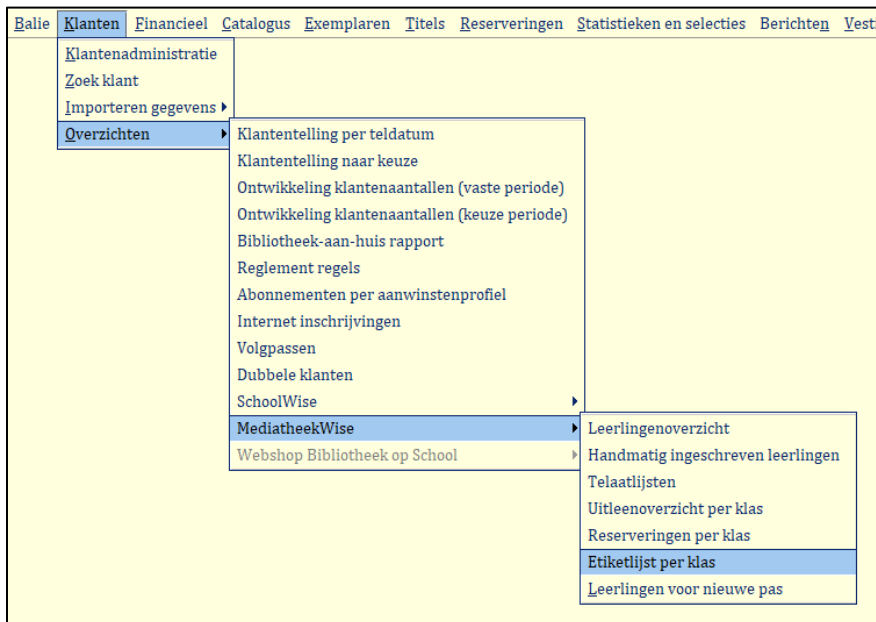 Balie Klanten Financieel Catalogus Exemplaren Titels Reserveringen Statistieken en selecties Berichten Vesti
Klantenadministratie
Zoek klant
Importeren gegevens
Overzichten
Klantentelling per teldatum
Klantentelling naar keuze
Ontwikkeling klantenaantallen (vaste periode)
Ontwikkeling klantenaantallen (keuze periode)
Bibliotheek-aan-huis rapport
Reglement regels
Abonnementen per aanwinstenprofiel
Internet inschrijvingen
Volgpassen
Dubbele klanten
SchoolWise
MediatheekWise
Webshop Bibliotheek op School
Leerlingenoverzicht
Handmatig ingeschreven leerlingen
Telaatlijsten
Uitleenoverzicht per klas
Reserveringen per klas
Etiketlijst per klas
Leerlingen voor nieuwe pas